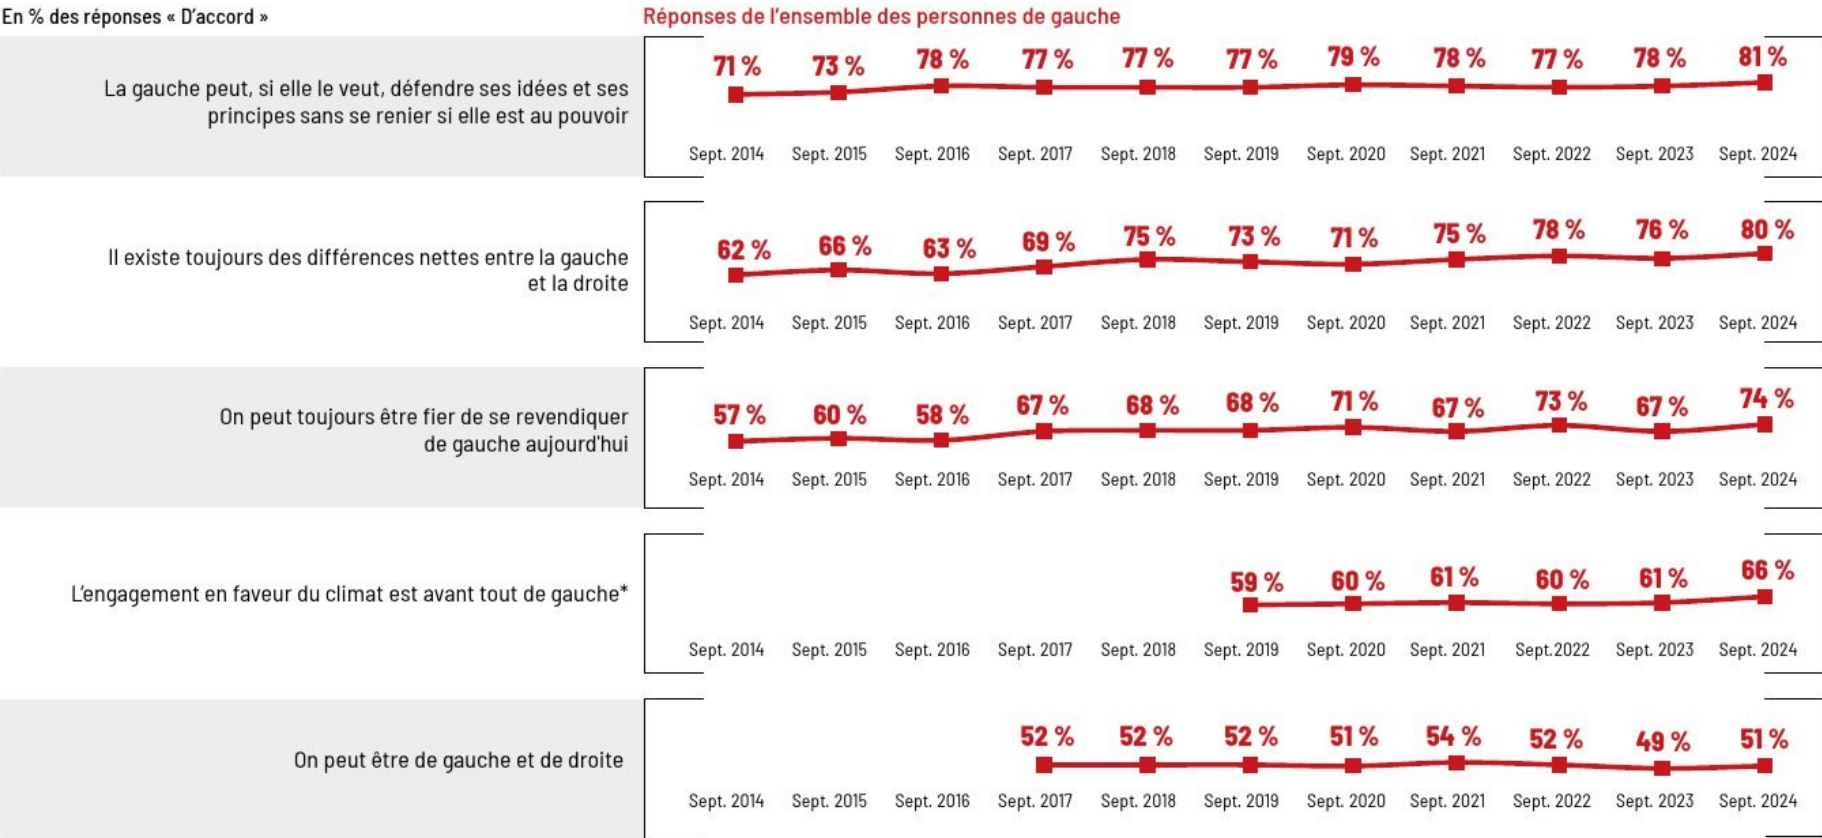 En % des réponses « D’accord »
Réponses de l’ensemble des personnes de gauche
La gauche peut, si elle le veut, défendre ses idées et ses
principes sans se renier si elle est au pouvoir
71 % 73 % 78 % 77 % 77 % 77 % 79 % 78 % 77 % 78 % 81 %
Sept. 2014 Sept. 2015 Sept. 2016 Sept. 2017 Sept. 2018 Sept. 2019 Sept. 2020 Sept. 2021 Sept. 2022 Sept. 2023 Sept. 2024
Il existe toujours des différences nettes entre la gauche
et la droite
62 % 66 % 63 % 69 % 75 % 73 % 71 % 75 % 78 % 76 % 80 %
Sept. 2014 Sept. 2015 Sept. 2016 Sept. 2017 Sept. 2018 Sept. 2019 Sept. 2020 Sept. 2021 Sept. 2022 Sept. 2023 Sept. 2024
On peut toujours être fier de se revendiquer
de gauche aujourd'hui
57 % 60 % 58 % 67 % 68 % 68 % 71 % 67 % 73 % 67 % 74 %
Sept. 2014 Sept. 2015 Sept. 2016 Sept. 2017 Sept. 2018 Sept. 2019 Sept. 2020 Sept. 2021 Sept. 2022 Sept. 2023 Sept. 2024
L’engagement en faveur du climat est avant tout de gauche*
59 % 60 % 61 % 60 % 61 % 66 %
Sept. 2014 Sept. 2015 Sept. 2016 Sept. 2017 Sept. 2018 Sept. 2019 Sept. 2020 Sept. 2021 Sept.2022 Sept. 2023 Sept. 2024
On peut être de gauche et de droite
52 % 52 % 52 % 51 % 54 % 52 % 49 % 51 %
Sept. 2014 Sept. 2015 Sept. 2016 Sept. 2017 Sept. 2018 Sept. 2019 Sept. 2020 Sept. 2021 Sept. 2022 Sept. 2023 Sept. 2024